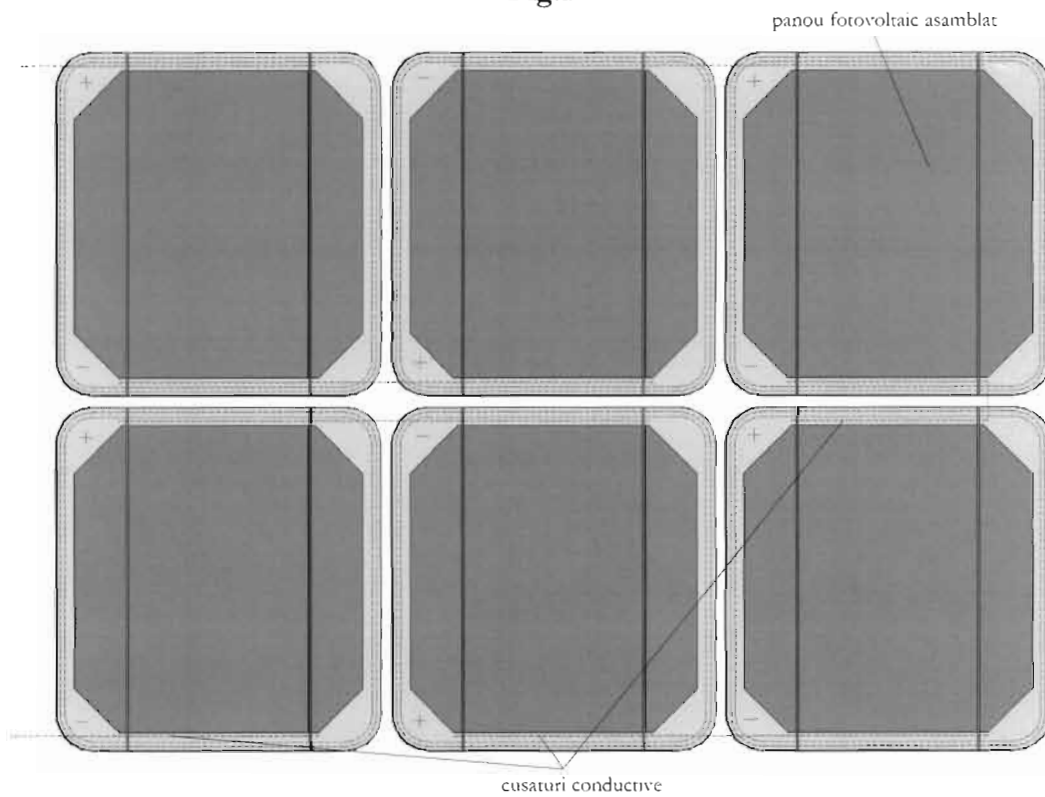 panou fotovoltaic asamblat
+ - +
- + -
+ - +
- + -
cusaturi conductive